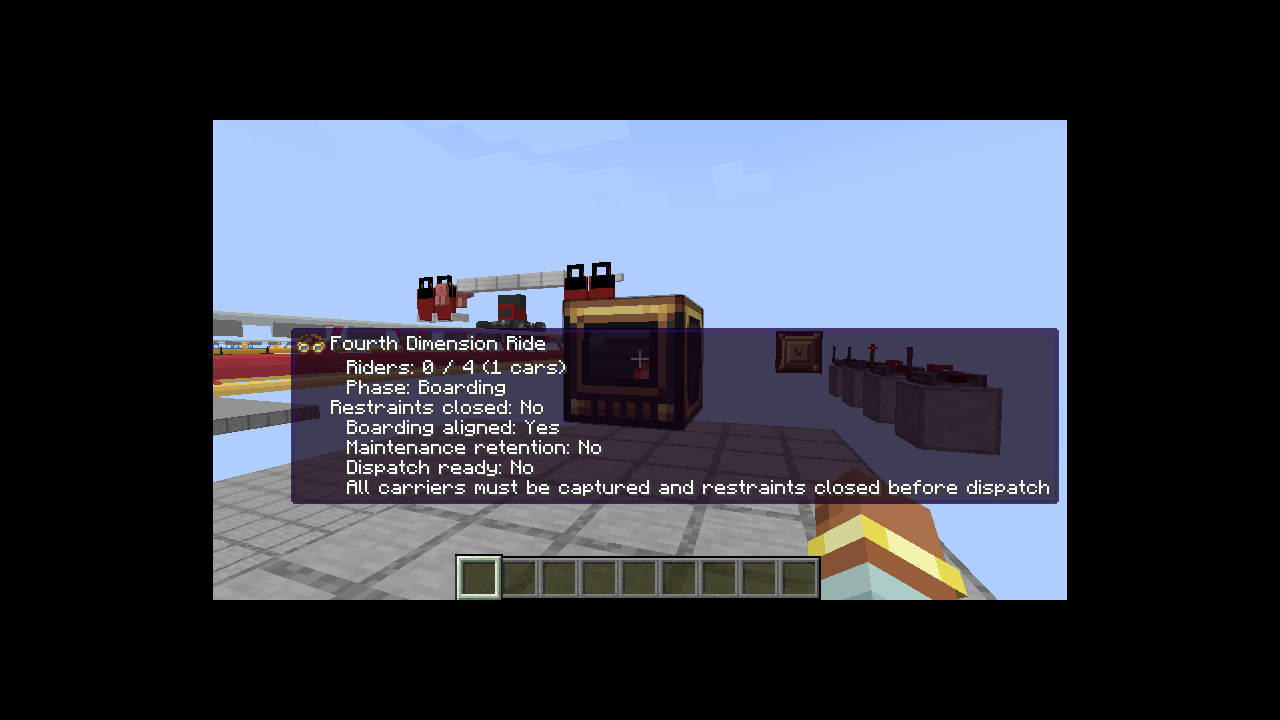 Fourth Dimension Ride
Riders: 0 / 4 (1 cars)
Phase: Boarding
Restraints closed: No
Boarding aligned: Yes
Maintenance retention: No
Dispatch ready: No
All carriers must be captured and restraints closed before dispatch